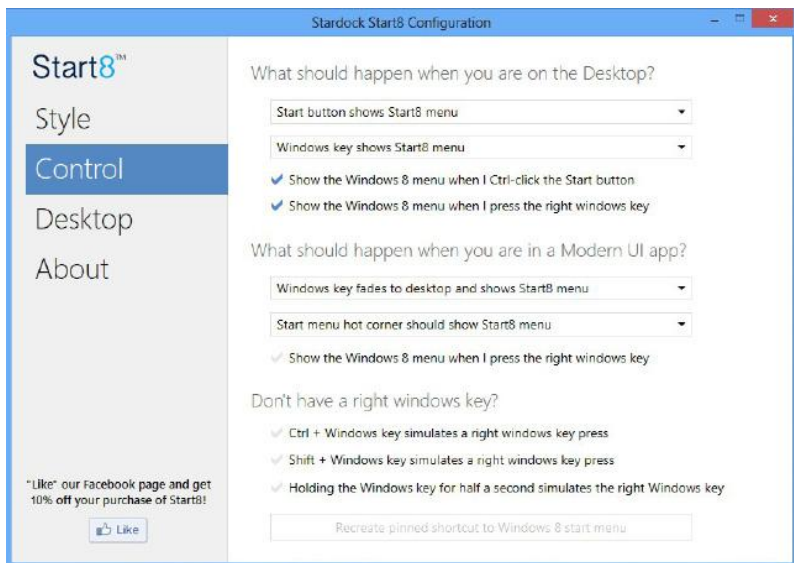 Stardock Start8 Configuration
Start8™
Style
Control
Desktop
About
"Like" our Facebook page and get
10% off your purchase of Start8!
Like
What should happen when you are on the Desktop?
Start button shows Start8 menu
Windows key shows Start8 menu
Show the Windows 8 menu when I Ctrl-click the Start button
Show the Windows 8 menu when I press the right windows key
What should happen when you are in a Modern UI app?
Windows key fades to desktop and shows Start8 menu
Start menu hot corner should show Start8 menu
Show the Windows 8 menu when I press the right windows key
Don't have a right windows key?
Ctrl + Windows key simulates a right windows key press
Shift + Windows key simulates a right windows key press
Holding the Windows key for half a second simulates the right Windows key
Recreate pinned shortcut to Windows 8 start menu